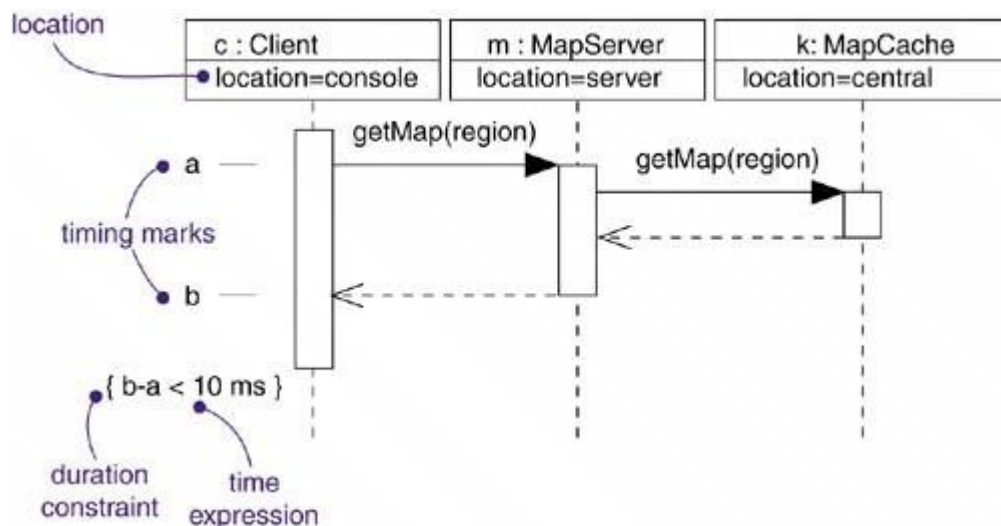 location
c : Client
m : MapServer
k: MapCache
location=console
location=server
location=central
getMap(region)
getMap(region)
a
timing marks
b
{ b-a < 10 ms }
duration
constraint
time
expression